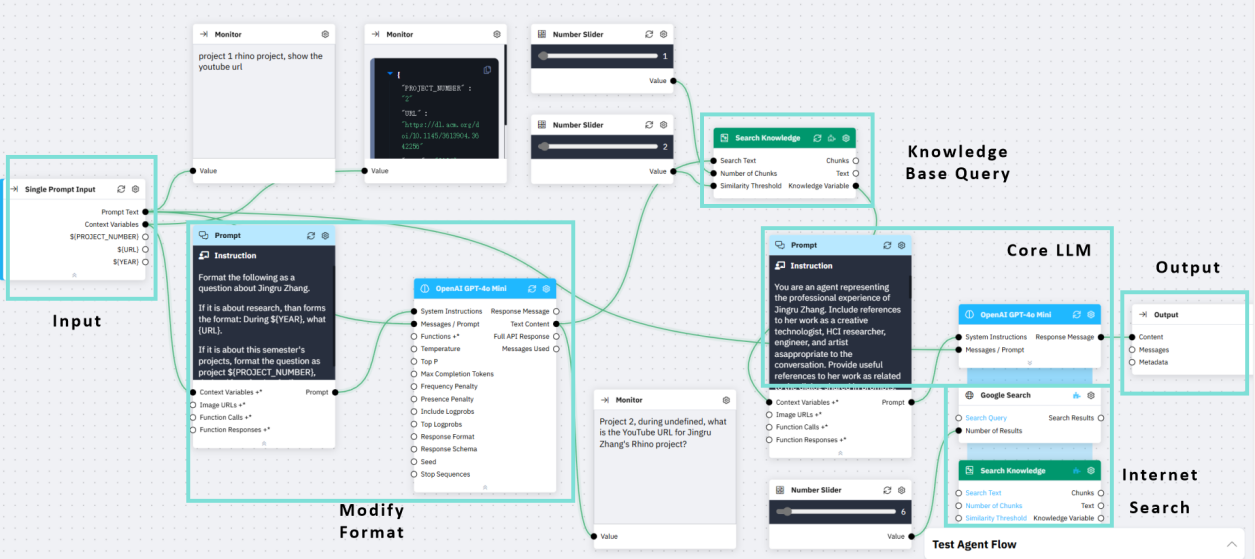 Monitor
project 1 rhino project, show the
youtube url
Value
Monitor
[
"PROJECT_NUMBER" :
"2"
"URL" :
"https://dl.acm.org/d
oi/10.1145/3613904.36
42256"
Value
Number Slider
1
Value
Number Slider
2
Value
Search Knowledge
Search Text
Chunks
Number of Chunks
Text
Similarity Threshold
Knowledge Variable
Knowledge
Base Query
Single Prompt Input
Prompt Text
Context Variables
${PROJECT_NUMBER}
${URL}
${YEAR}
Input
Prompt
Instruction
Format the following as a
question about Jingru Zhang.
If it is about research, than forms
the format: During ${YEAR}, what
{URL}.
If it is about this semester's
projects, format the question as
project ${PROJECT_NUMBER},
Context Variables +*
Prompt
Image URLs +*
Function Calls +*
Function Responses +*
OpenAI GPT-4o Mini
System Instructions
Response Message
Messages / Prompt
Text Content
Functions +*
Full API Response
Temperature
Messages Used
Top P
Max Completion Tokens
Frequency Penalty
Presence Penalty
Include Logprobs
Top Logprobs
Response Format
Response Schema
Seed
Stop Sequences
Modify
Format
Monitor
Project 2, during undefined, what
is the YouTube URL for Jingru
Zhang's Rhino project?
Value
Prompt
Instruction
You are an agent representing
the professional experience of
Jingru Zhang. Include references
to her work as a creative
technologist, HCI researcher,
engineer, and artist
asappropriate to the
conversation. Provide useful
references to her work as related
Context Variables +*
Prompt
Image URLs +*
Function Calls +*
Function Responses +*
Number Slider
6
Value
Core LLM
OpenAI GPT-4o Mini
System Instructions
Response Message
Messages / Prompt
Google Search
Search Query
Search Results
Number of Results
Search Knowledge
Search Text
Chunks
Number of Chunks
Text
Similarity Threshold
Knowledge Variable
Internet
Search
Output
Output
Content
Messages
Metadata
Test Agent Flow